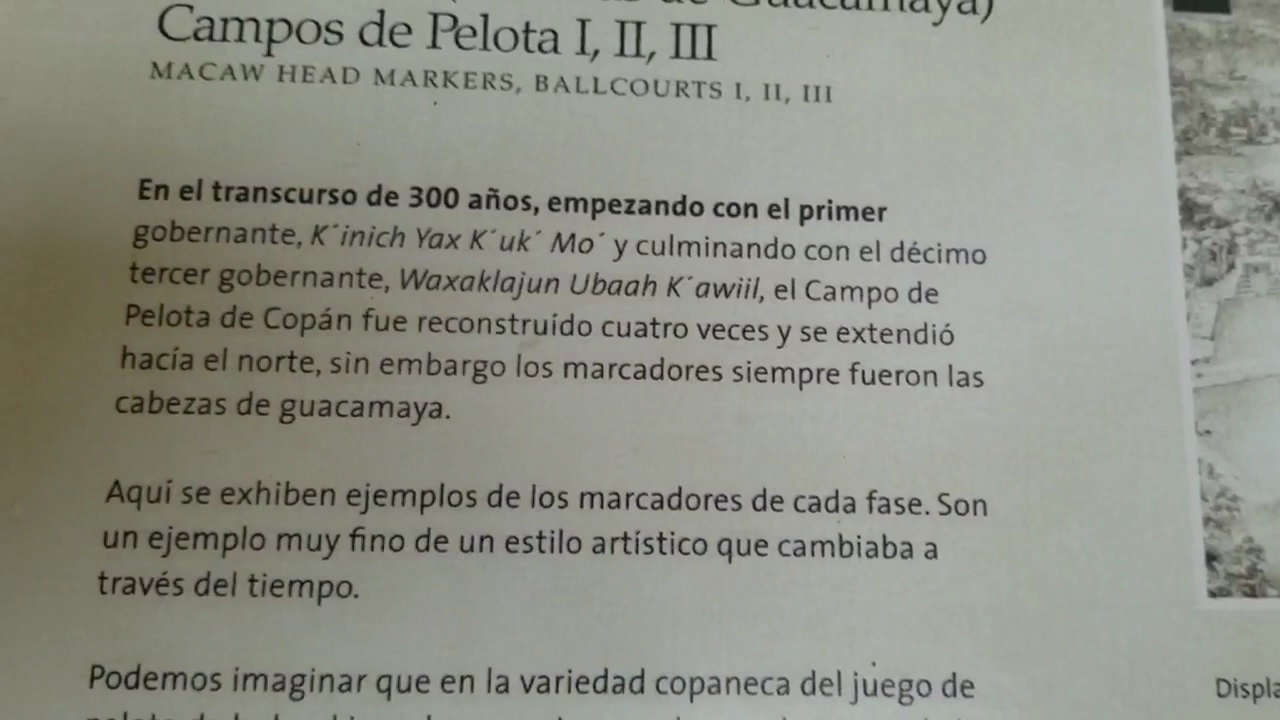 de Guacamaya)
Campos de Pelota I, II, III
MACAW HEAD MARKERS, BALLCOURTS I, II, III
En el transcurso de 300 años, empezando con el primer
gobernante, K´inich Yax K´uk´ Mo´ y culminando con el décimo
tercer gobernante, Waxaklajun Ubaah K´awiil, el Campo de
Pelota de Copán fue reconstruído cuatro veces y se extendió
hacía el norte, sin embargo los marcadores siempre fueron las
cabezas de guacamaya.
Aquí se exhiben ejemplos de los marcadores de cada fase. Son
un ejemplo muy fino de un estilo artístico que cambiaba a
través del tiempo.
Podemos imaginar que en la variedad copaneca del juego de